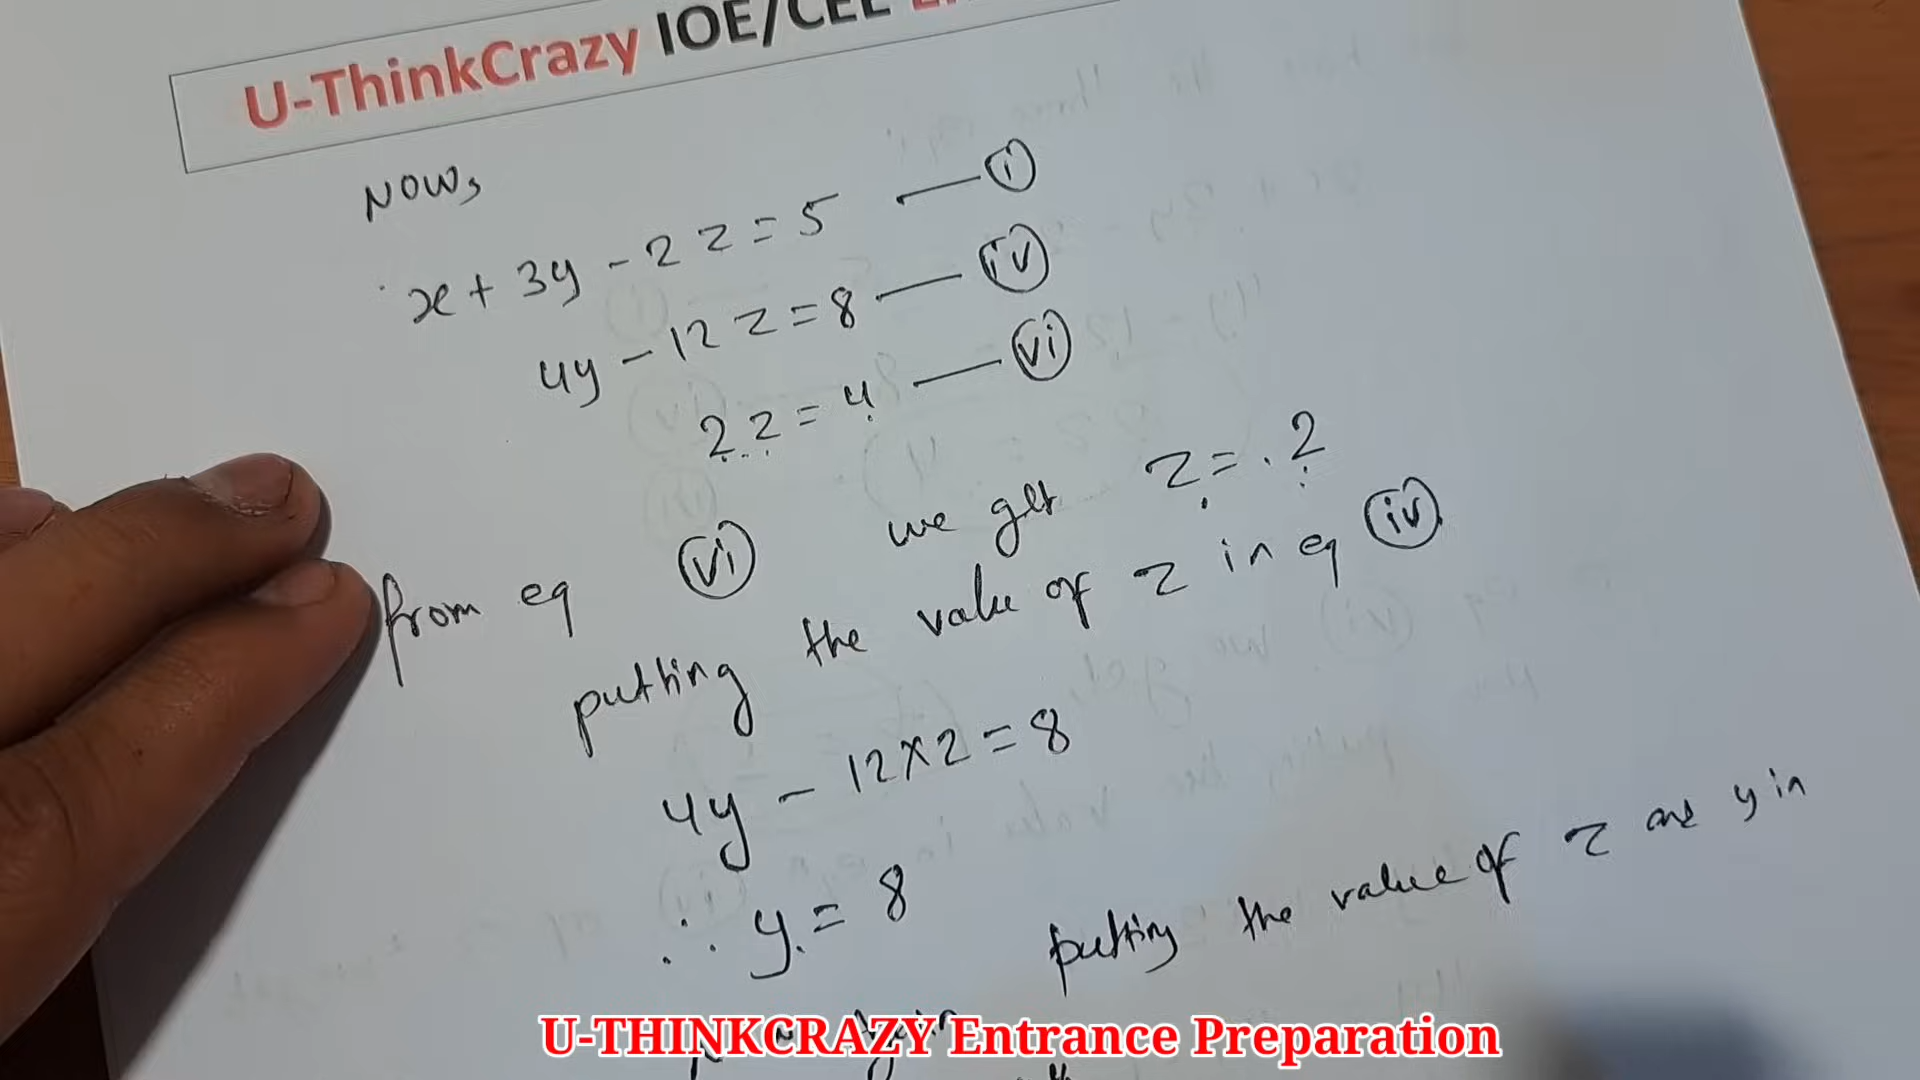 U-ThinkCrazy IOE/CEE
Now,
x + 3y - 2z = 5 — (i)
4y - 12z = 8 — (iv)
2z = 4 — (vi)
from eq (vi) we get z = 2
putting the value of z in eq (iv)
4y - 12×2 = 8
∴ y = 8
putting the value of z and y in
U-THINKCRAZY Entrance Preparation